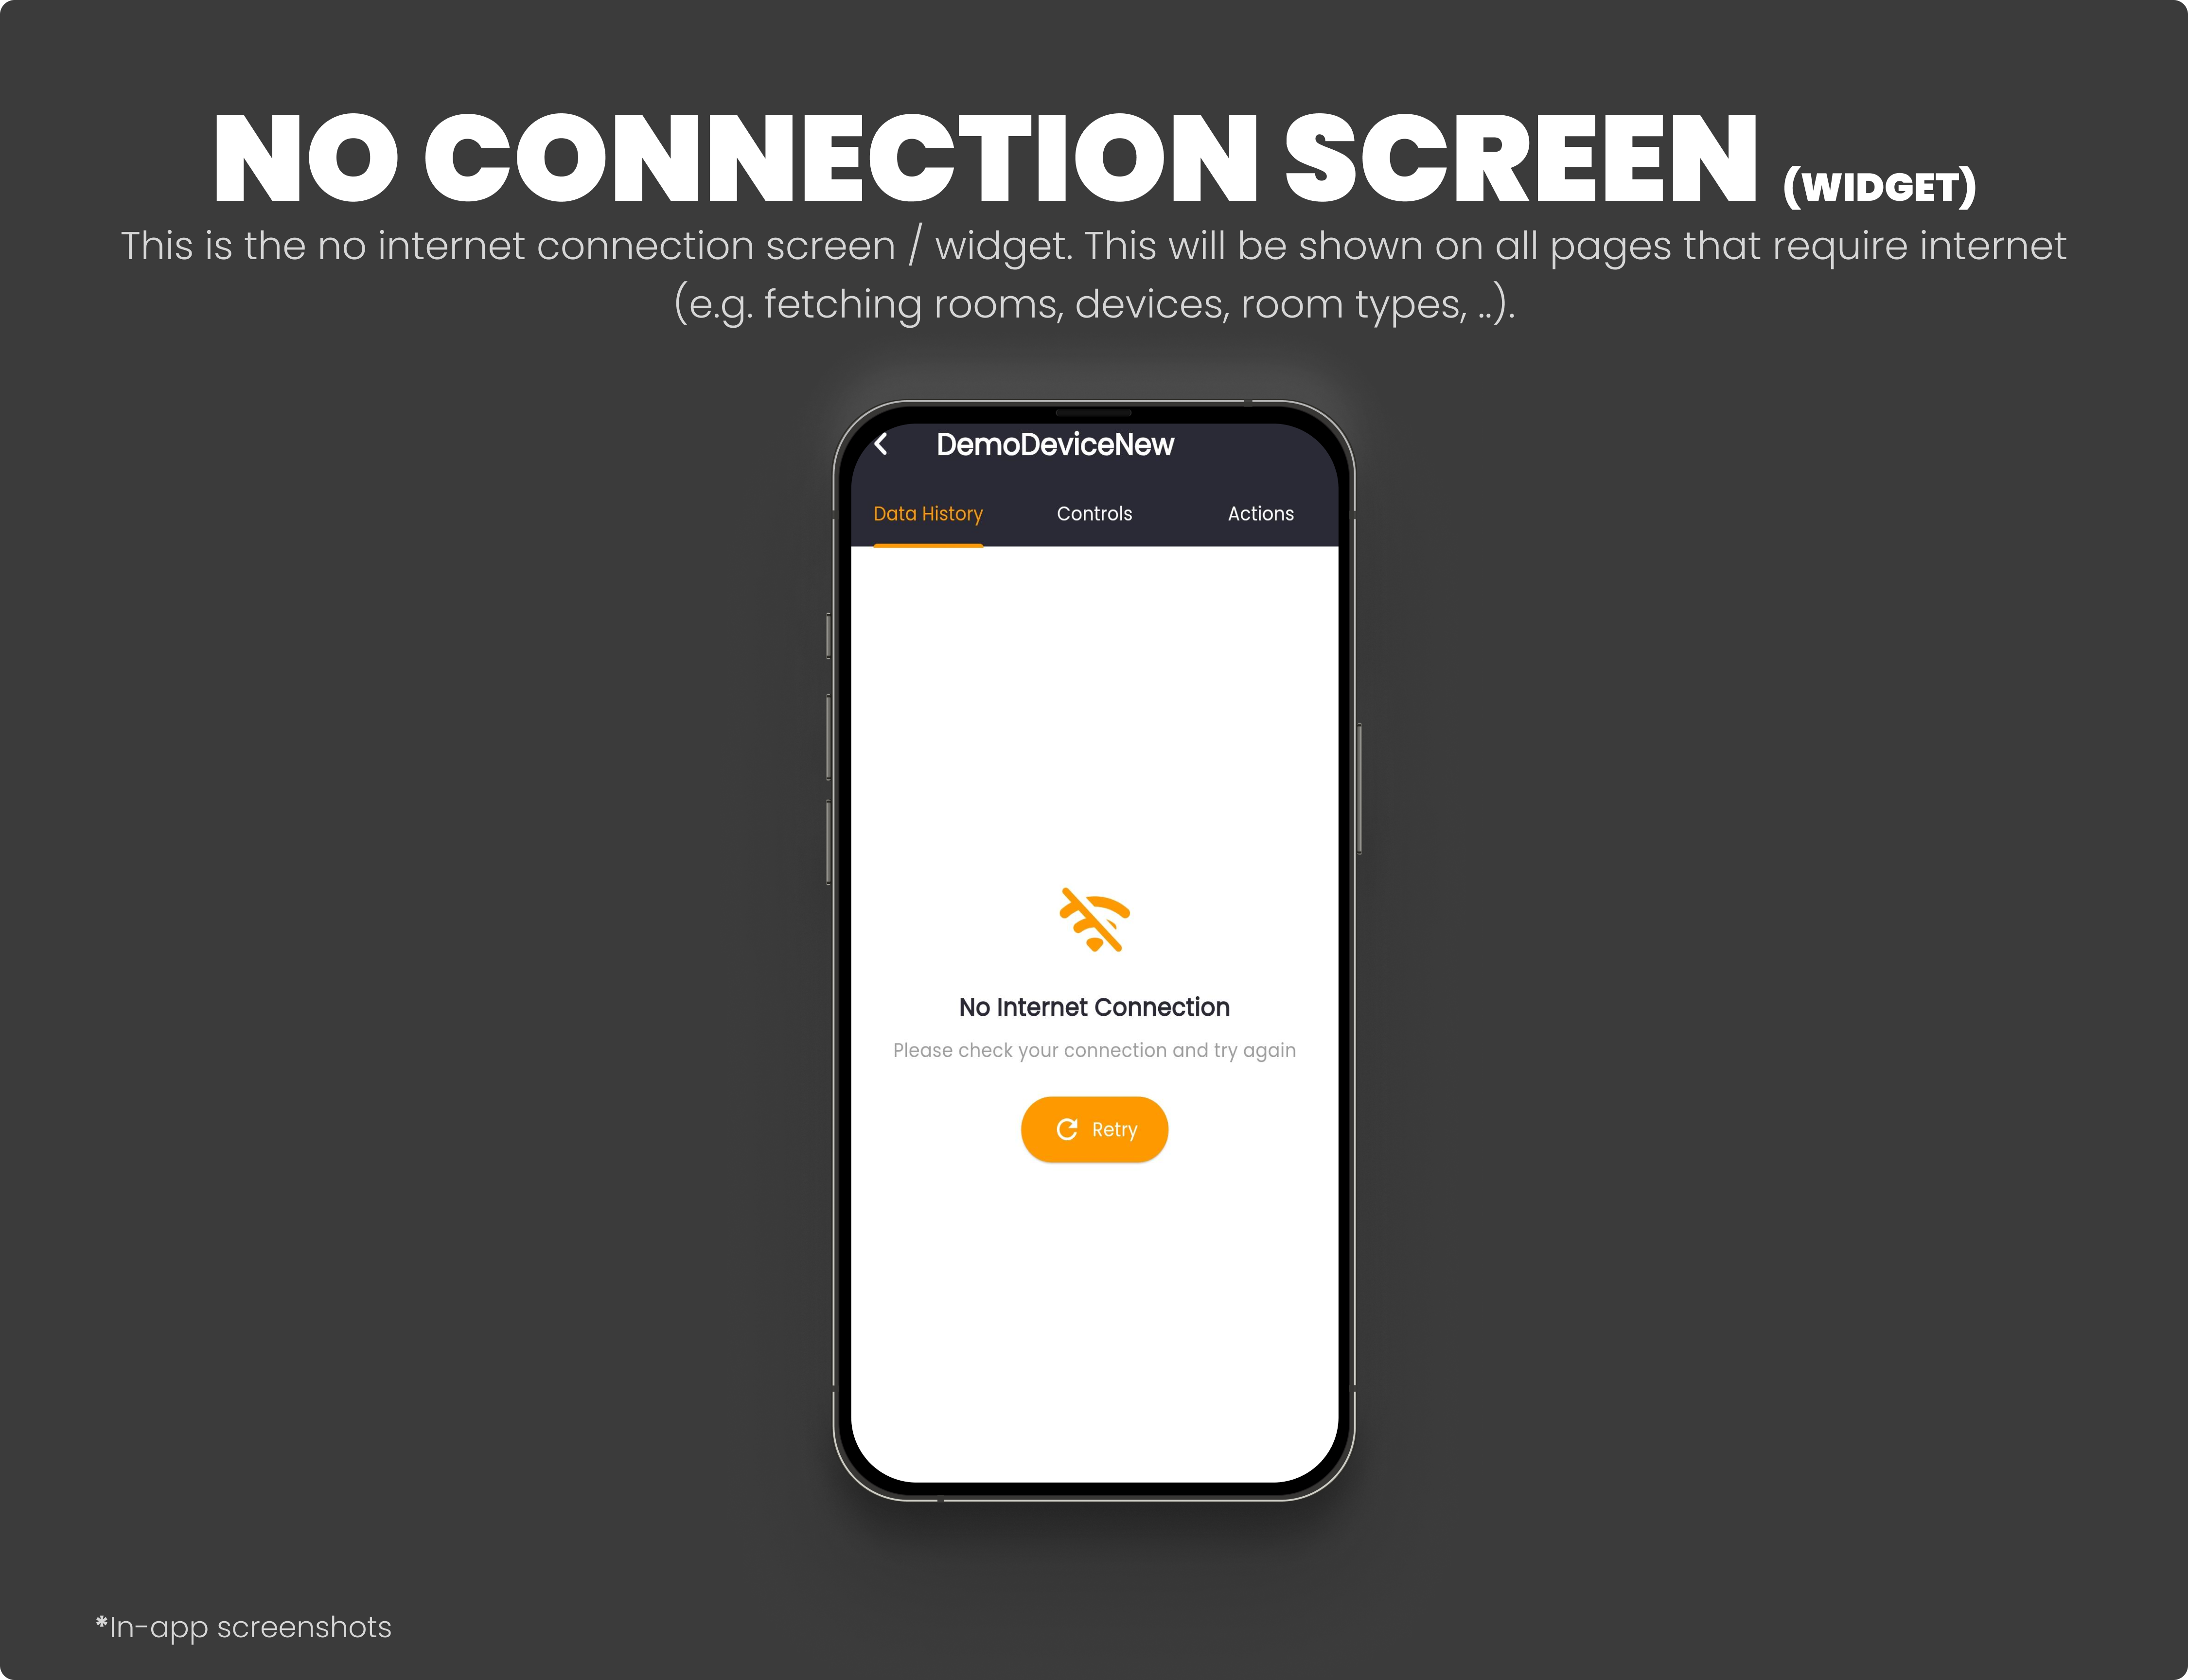 NO CONNECTION SCREEN (WIDGET)
This is the no internet connection screen / widget. This will be shown on all pages that require internet
(e.g. fetching rooms, devices, room types, ..).
DemoDeviceNew
Data History Controls Actions
No Internet Connection
Please check your connection and try again
Retry
*In-app screenshots